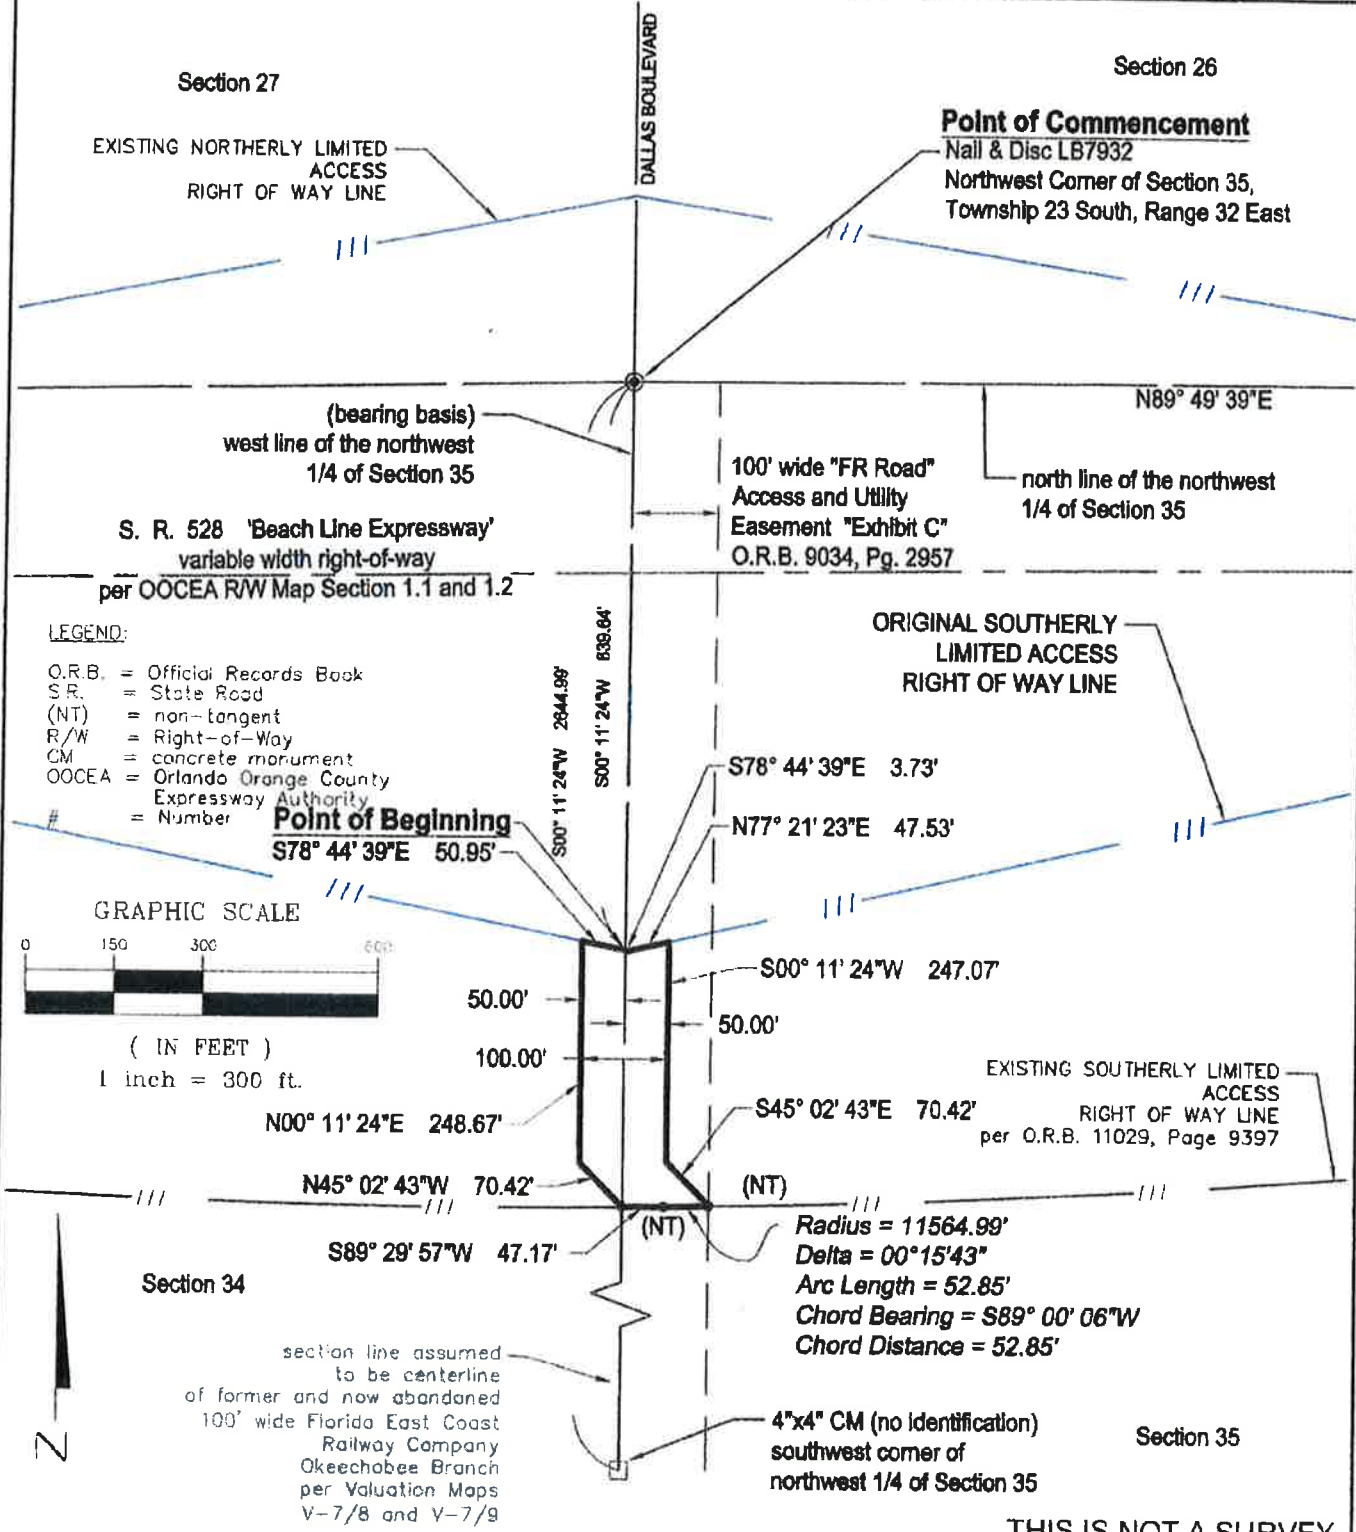 DALLAS BOULEVARD
Section 27
Section 26
EXISTING NORTHERLY LIMITED
ACCESS
RIGHT OF WAY LINE
Point of Commencement
Nail & Disc LB7932
Northwest Corner of Section 35,
Township 23 South, Range 32 East
N89° 49' 39"E
(bearing basis)
west line of the northwest
1/4 of Section 35
100' wide "FR Road"
Access and Utility
Easement "Exhibit C"
O.R.B. 9034, Pg. 2957
north line of the northwest
1/4 of Section 35
S. R. 528 'Beach Line Expressway'
variable width right-of-way
per OOCEA R/W Map Section 1.1 and 1.2
LEGEND:
O.R.B. = Official Records Book
S.R. = State Road
(NT) = non-tangent
R/W = Right-of-Way
CM = concrete monument
OOCEA = Orlando Orange County
Expressway Authority
# = Number
S00° 11' 24"W 2644.99'
S00° 11' 24"W 639.64'
ORIGINAL SOUTHERLY
LIMITED ACCESS
RIGHT OF WAY LINE
S78° 44' 39"E 3.73'
N77° 21' 23"E 47.53'
Point of Beginning
S78° 44' 39"E 50.95'
GRAPHIC SCALE
0 150 300 600
( IN FEET )
1 inch = 300 ft.
S00° 11' 24"W 247.07'
50.00'
50.00'
100.00'
N00° 11' 24"E 248.67'
S45° 02' 43"E 70.42'
EXISTING SOUTHERLY LIMITED
ACCESS
RIGHT OF WAY LINE
per O.R.B. 11029, Page 9397
N45° 02' 43"W 70.42'
(NT)
(NT)
S89° 29' 57"W 47.17'
Radius = 11564.99'
Delta = 00°15'43"
Arc Length = 52.85'
Chord Bearing = S89° 00' 06"W
Chord Distance = 52.85'
Section 34
section line assumed
to be centerline
of former and now abandoned
100' wide Florida East Coast
Railway Company
Okeechobee Branch
per Valuation Maps
V-7/8 and V-7/9
N
4"x4" CM (no identification)
southwest corner of
northwest 1/4 of Section 35
Section 35
THIS IS NOT A SURVEY